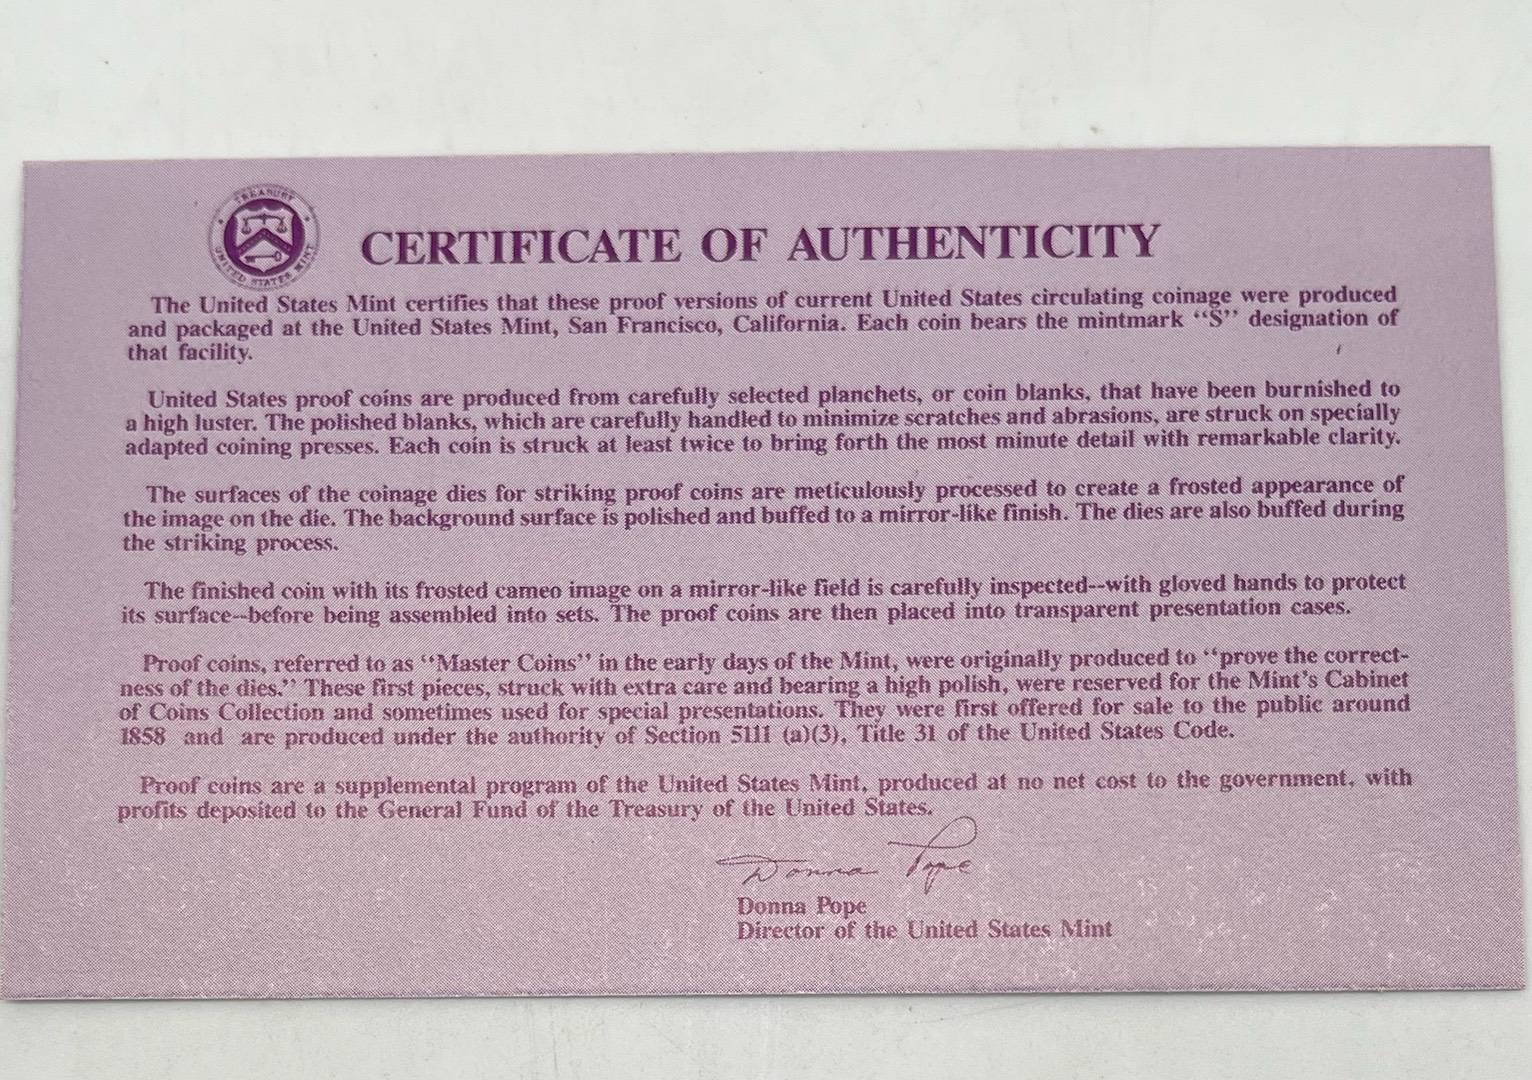 TREASURY
UNITED STATES MINT
CERTIFICATE OF AUTHENTICITY
The United States Mint certifies that these proof versions of current United States circulating coinage were produced
and packaged at the United States Mint, San Francisco, California. Each coin bears the mintmark “S” designation of
that facility.
United States proof coins are produced from carefully selected planchets, or coin blanks, that have been burnished to
a high luster. The polished blanks, which are carefully handled to minimize scratches and abrasions, are struck on specially
adapted coining presses. Each coin is struck at least twice to bring forth the most minute detail with remarkable clarity.
The surfaces of the coinage dies for striking proof coins are meticulously processed to create a frosted appearance of
the image on the die. The background surface is polished and buffed to a mirror-like finish. The dies are also buffed during
the striking process.
The finished coin with its frosted cameo image on a mirror-like field is carefully inspected--with gloved hands to protect
its surface--before being assembled into sets. The proof coins are then placed into transparent presentation cases.
Proof coins, referred to as “Master Coins” in the early days of the Mint, were originally produced to “prove the correct-
ness of the dies.” These first pieces, struck with extra care and bearing a high polish, were reserved for the Mint’s Cabinet
of Coins Collection and sometimes used for special presentations. They were first offered for sale to the public around
1858 and are produced under the authority of Section 5111 (a)(3), Title 31 of the United States Code.
Proof coins are a supplemental program of the United States Mint, produced at no net cost to the government, with
profits deposited to the General Fund of the Treasury of the United States.
Donna Pope
Donna Pope
Director of the United States Mint